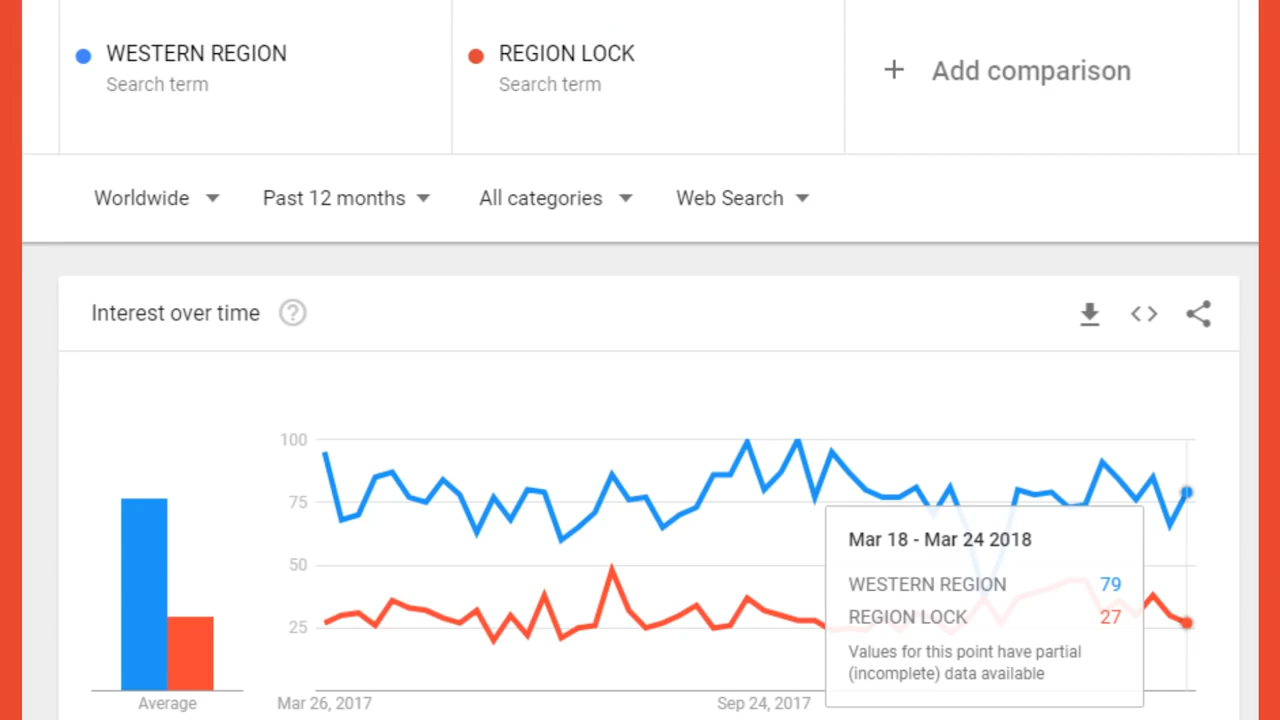 WESTERN REGION
Search term
REGION LOCK
Search term
+ Add comparison
Worldwide
Past 12 months
All categories
Web Search
Interest over time ?
100
75
50
25
Average
Mar 26, 2017
Sep 24, 2017
Mar 18 - Mar 24 2018
WESTERN REGION 79
REGION LOCK 27
Values for this point have partial
(incomplete) data available